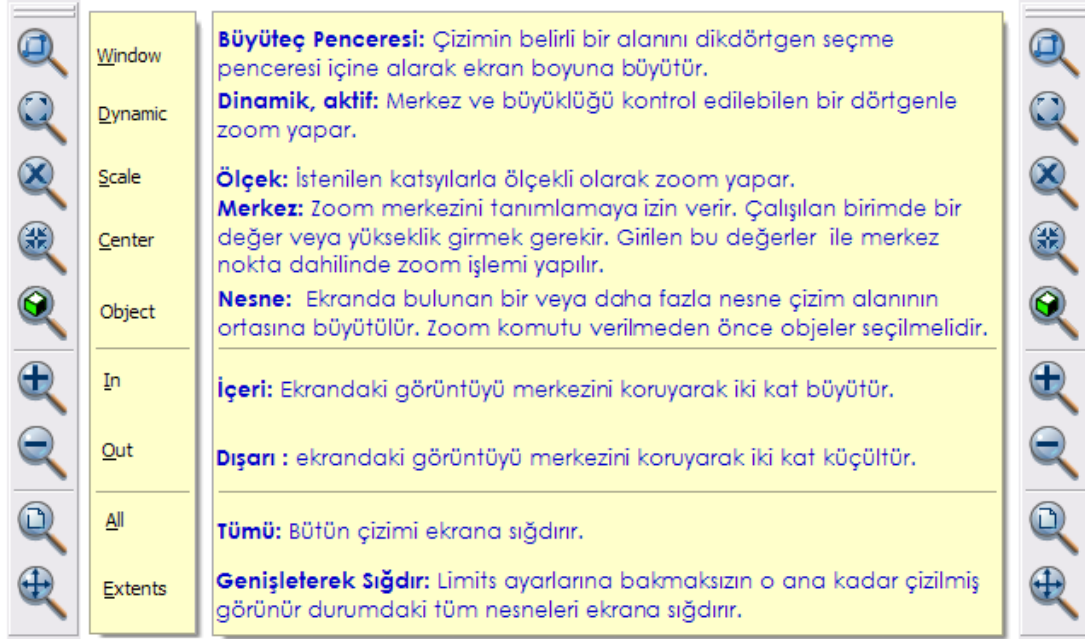 Window
Büyüteç Penceresi: Çizimin belirli bir alanını dikdörtgen seçme
penceresi içine alarak ekran boyuna büyütür.
Dynamic
Dinamik, aktif: Merkez ve büyüklüğü kontrol edilebilen bir dörtgenle
zoom yapar.
Scale
Ölçek: İstenilen katsyılarla ölçekli olarak zoom yapar.
Center
Merkez: Zoom merkezini tanımlamaya izin verir. Çalışılan birimde bir
değer veya yükseklik girmek gerekir. Girilen bu değerler ile merkez
nokta dahilinde zoom işlemi yapılır.
Object
Nesne: Ekranda bulunan bir veya daha fazla nesne çizim alanının
ortasına büyütülür. Zoom komutu verilmeden önce objeler seçilmelidir.
In
İçeri: Ekrandaki görüntüyü merkezini koruyarak iki kat büyütür.
Out
Dışarı : ekrandaki görüntüyü merkezini koruyarak iki kat küçültür.
All
Tümü: Bütün çizimi ekrana sığdırır.
Extents
Genişleterek Sığdır: Limits ayarlarına bakmaksızın o ana kadar çizilmiş
görünür durumdaki tüm nesneleri ekrana sığdırır.